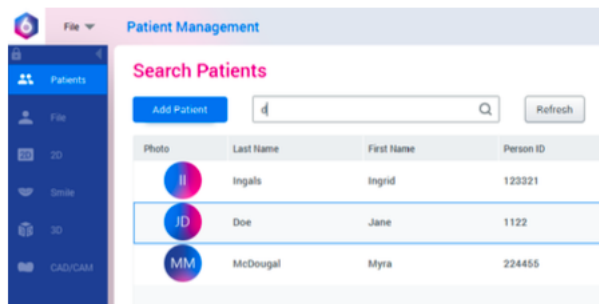 File Patient Management
Patients
Search Patients
File
Add Patient d Refresh
2D 2D
Photo Last Name First Name Person ID
Smile
II Ingals Ingrid 123321
3D
JD Doe Jane 1122
CAD/CAM
MM McDougal Myra 224455